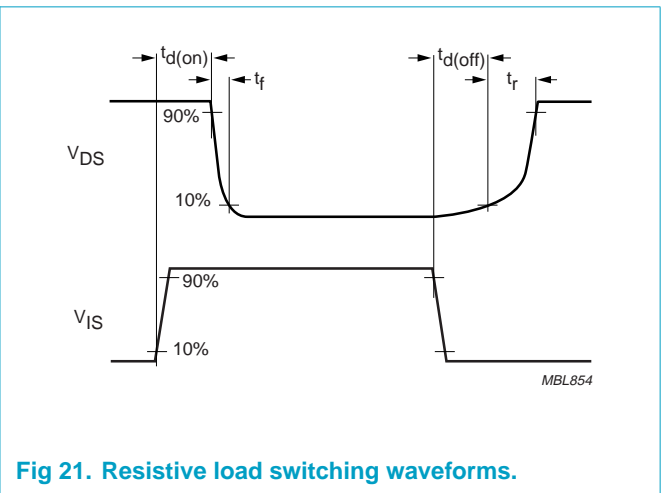 td(on)
td(off)
tf
tr
90%
VDS
10%
90%
VIS
10%
MBL854
Fig 21. Resistive load switching waveforms.